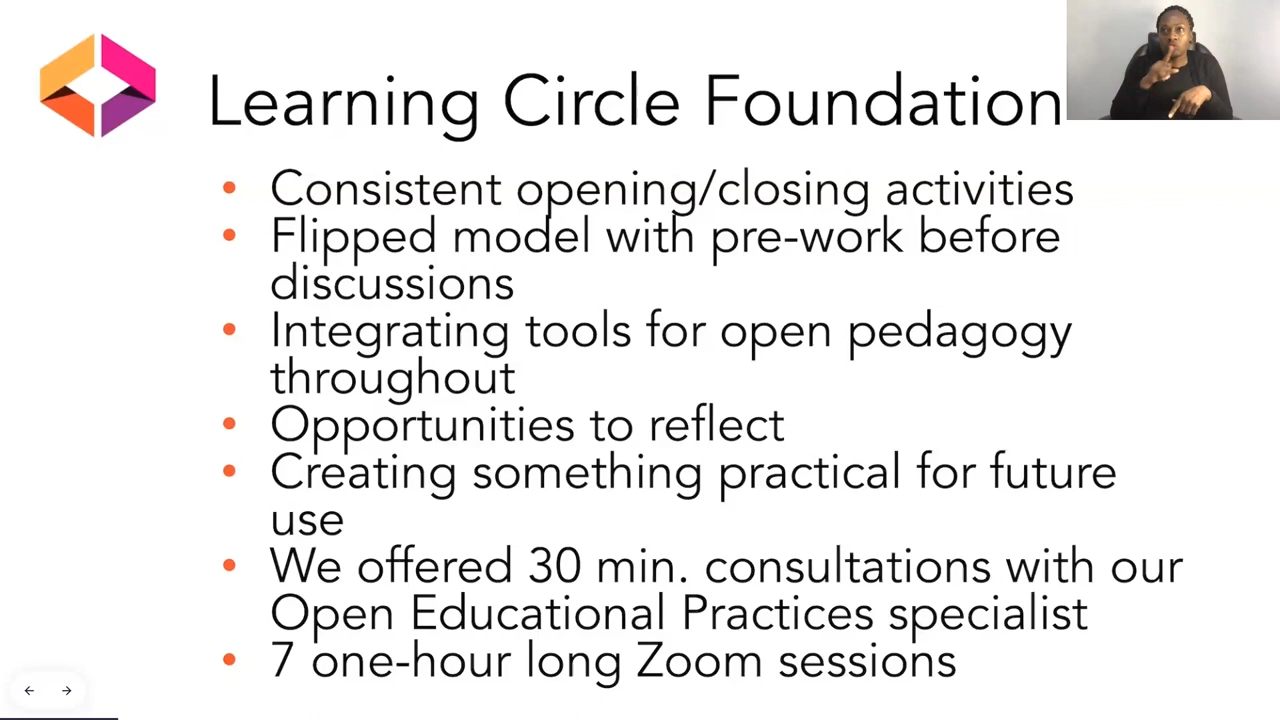 Learning Circle Foundation
• Consistent opening/closing activities
• Flipped model with pre-work before
discussions
• Integrating tools for open pedagogy
throughout
• Opportunities to reflect
• Creating something practical for future
use
• We offered 30 min. consultations with our
Open Educational Practices specialist
• 7 one-hour long Zoom sessions